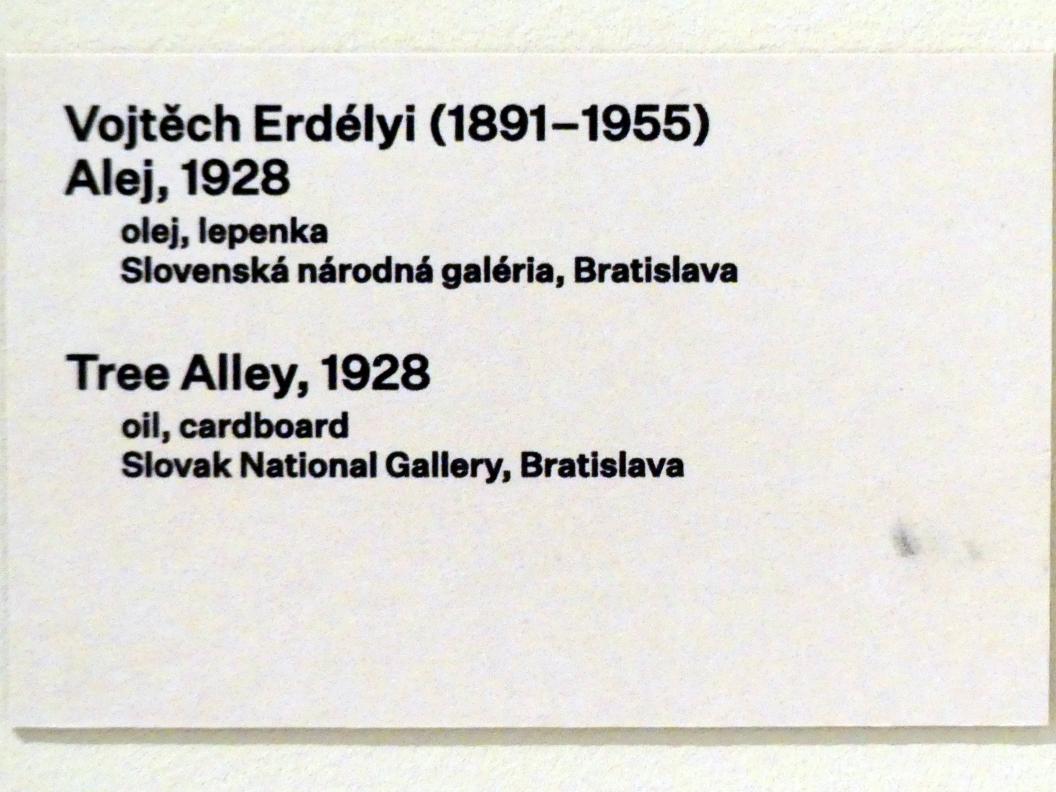 Vojtěch Erdélyi (1891–1955)
Alej, 1928
olej, lepenka
Slovenská národná galéria, Bratislava
Tree Alley, 1928
oil, cardboard
Slovak National Gallery, Bratislava